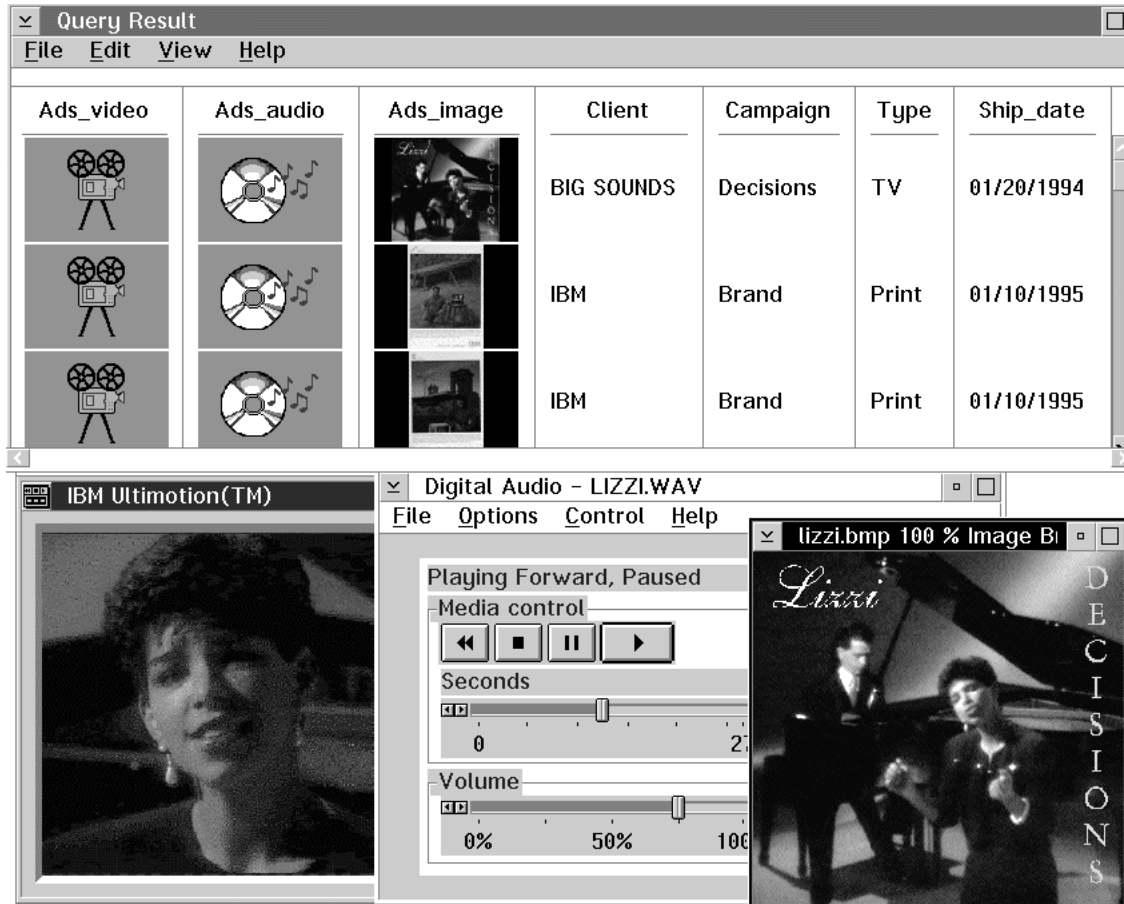 Query Result
File Edit View Help
Ads_video Ads_audio Ads_image Client Campaign Type Ship_date
Lizzi DECISIONS
BIG SOUNDS Decisions TV 01/20/1994
IBM Brand Print 01/10/1995
IBM Brand Print 01/10/1995
IBM Ultimotion(TM)
Digital Audio - LIZZI.WAV
File Options Control Help
lizzi.bmp 100 % Image
Playing Forward, Paused
Media control
Seconds
0
Volume
0% 50%
Lizzi
DECISIONS